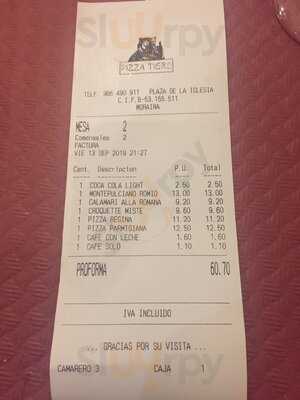 Sluurpy
PIZZA TIGRO
TLF: 966 490 911 PLAZA DE LA IGLESIA
C.I.F.B-53.165.511
MORAIRA
MESA 2
Comensales 2
FACTURA
VIE 13 SEP 2019 21:27
Cant. Descripcion P.U. Total
1 COCA COLA LIGHT 2.50 2.50
1 MONTEPULCIANO ROMIO 13.00 13.00
1 CALAMARI ALLA ROMANA 9.20 9.20
1 CROQUETTE MISTE 9.60 9.60
1 PIZZA REGINA 11.20 11.20
1 PIZZA PARMIGIANA 12.50 12.50
1 CAFE CON LECHE 1.60 1.60
1 CAFE SOLO 1.10 1.10
PROFORMA 60.70
IVA INCLUIDO
... GRACIAS POR SU VISITA ...
Sluurpy
CAMARERO 3 CAJA 1